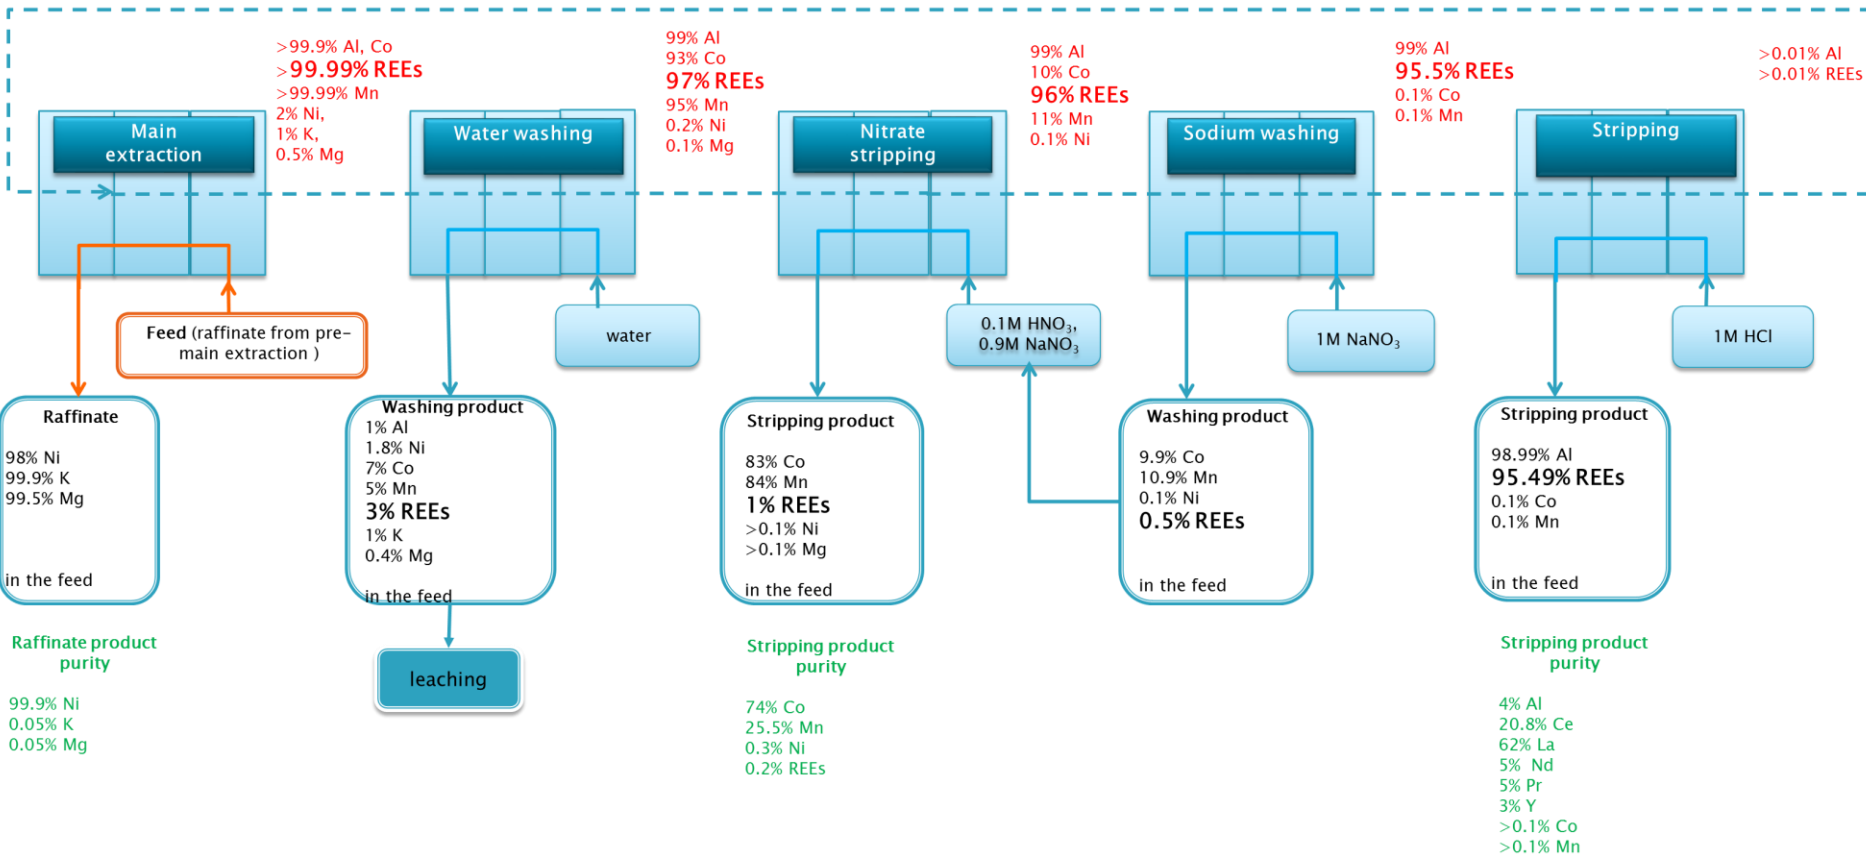 >99.9% Al, Co
>99.99% REEs
>99.99% Mn
2% Ni,
1% K,
0.5% Mg
99% Al
93% Co
97% REEs
95% Mn
0.2% Ni
0.1% Mg
99% Al
10% Co
96% REEs
11% Mn
0.1% Ni
99% Al
95.5% REEs
0.1% Co
0.1% Mn
>0.01% Al
>0.01% REEs
Main
extraction
Water washing
Nitrate
stripping
Sodium washing
Stripping
Feed (raffinate from pre-
main extraction )
water
0.1M HNO₃,
0.9M NaNO₃
1M NaNO₃
1M HCl
Raffinate
98% Ni
99.9% K
99.5% Mg
in the feed
Washing product
1% Al
1.8% Ni
7% Co
5% Mn
3% REEs
1% K
0.4% Mg
in the feed
Stripping product
83% Co
84% Mn
1% REEs
>0.1% Ni
>0.1% Mg
in the feed
Washing product
9.9% Co
10.9% Mn
0.1% Ni
0.5% REEs
in the feed
Stripping product
98.99% Al
95.49% REEs
0.1% Co
0.1% Mn
in the feed
Raffinate product
purity
99.9% Ni
0.05% K
0.05% Mg
leaching
Stripping product
purity
74% Co
25.5% Mn
0.3% Ni
0.2% REEs
Stripping product
purity
4% Al
20.8% Ce
62% La
5% Nd
5% Pr
3% Y
>0.1% Co
>0.1% Mn